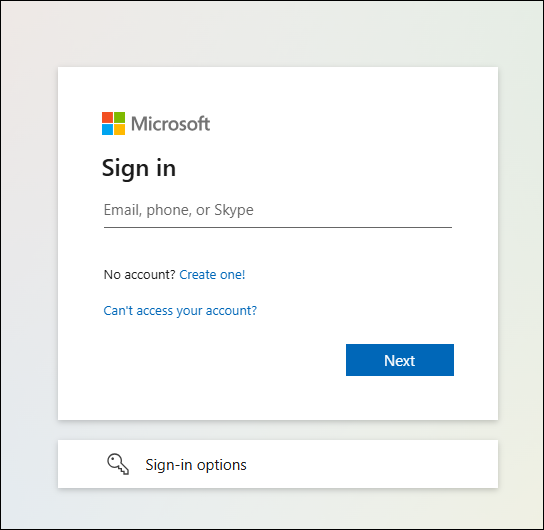 Microsoft
Sign in
Email, phone, or Skype
No account? Create one!
Can't access your account?
Next
Sign-in options